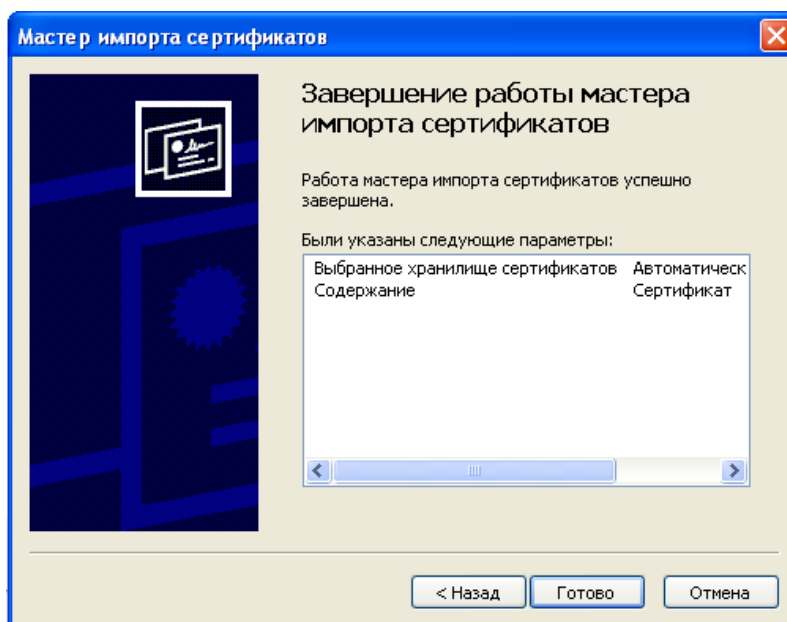 Мастер импорта сертификатов
Завершение работы мастера
импорта сертификатов
Работа мастера импорта сертификатов успешно
завершена.
Были указаны следующие параметры:
Выбранное хранилище сертификатов Автоматическ
Содержание Сертификат
< Назад Готово Отмена